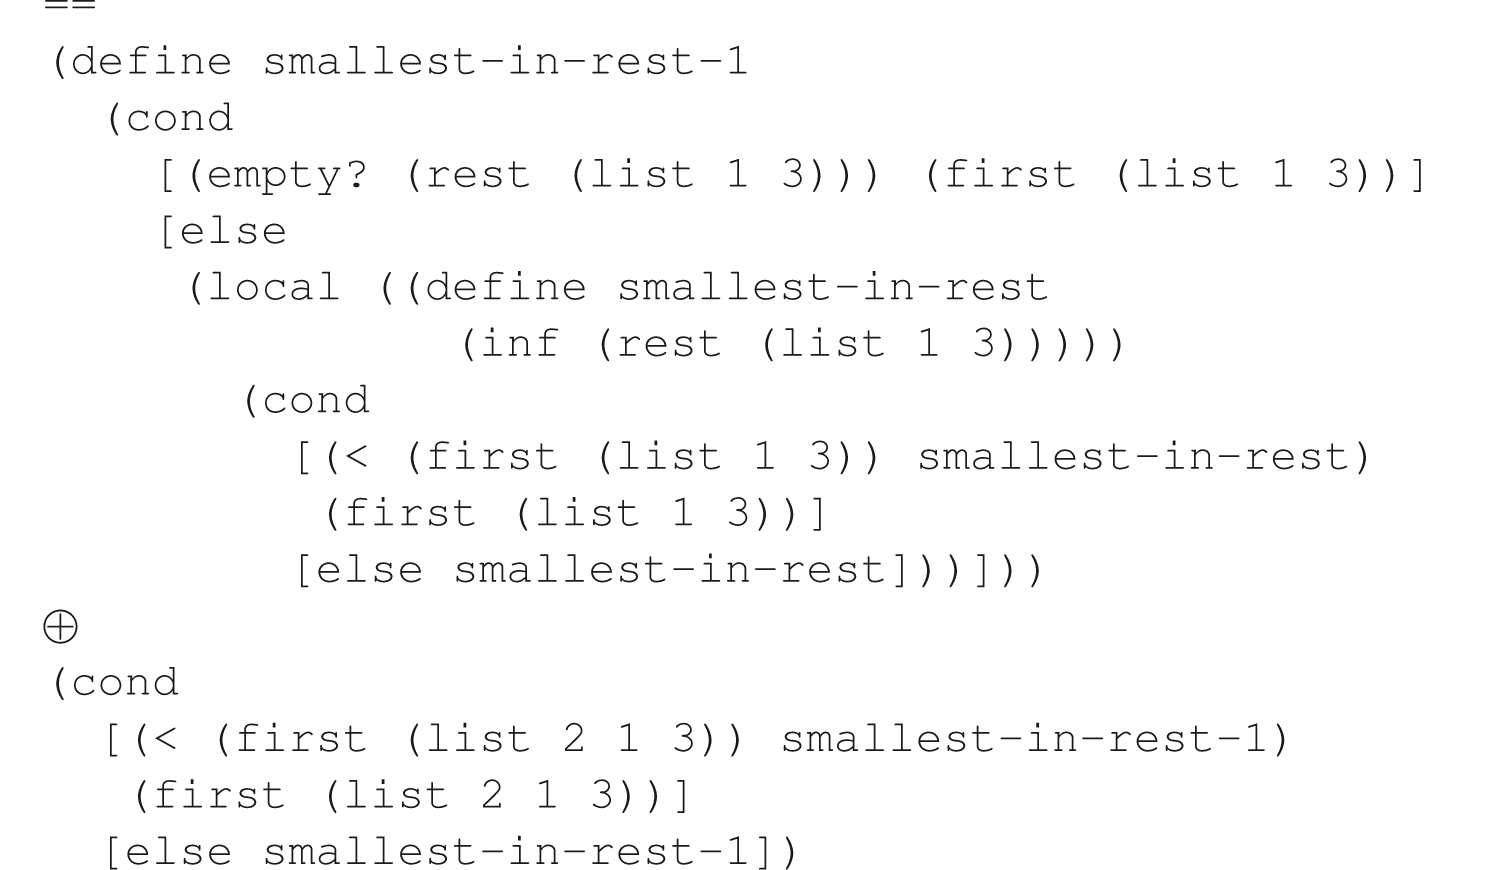 ==
(define smallest-in-rest-1
  (cond
    [(empty? (rest (list 1 3))) (first (list 1 3))]
    [else
     (local ((define smallest-in-rest
               (inf (rest (list 1 3)))))
       (cond
         [(< (first (list 1 3)) smallest-in-rest)
          (first (list 1 3))]
         [else smallest-in-rest]))]))
⊕
(cond
  [(< (first (list 2 1 3)) smallest-in-rest-1)
   (first (list 2 1 3))]
  [else smallest-in-rest-1])